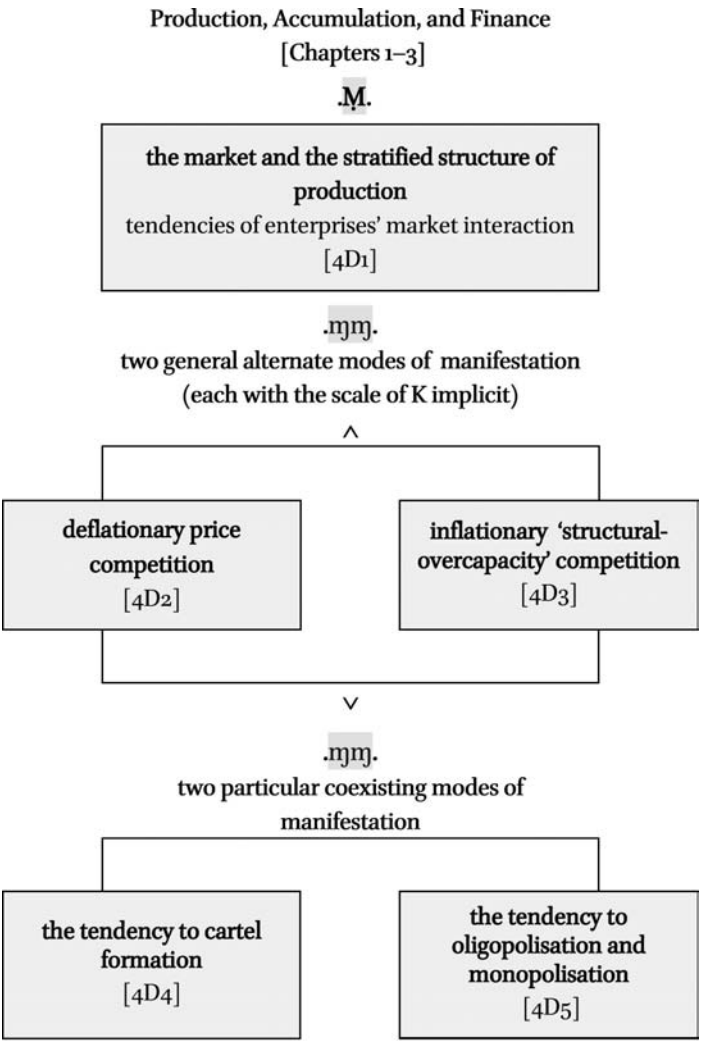 Production, Accumulation, and Finance
[Chapters 1–3]
.Ṃ.
the market and the stratified structure of
production
tendencies of enterprises’ market interaction
[4D1]
.ɱɱ.
two general alternate modes of manifestation
(each with the scale of K implicit)
^
deflationary price
competition
[4D2]
inflationary ‘structural-
overcapacity’ competition
[4D3]
v
.ɱɱ.
two particular coexisting modes of
manifestation
the tendency to cartel
formation
[4D4]
the tendency to
oligopolisation and
monopolisation
[4D5]